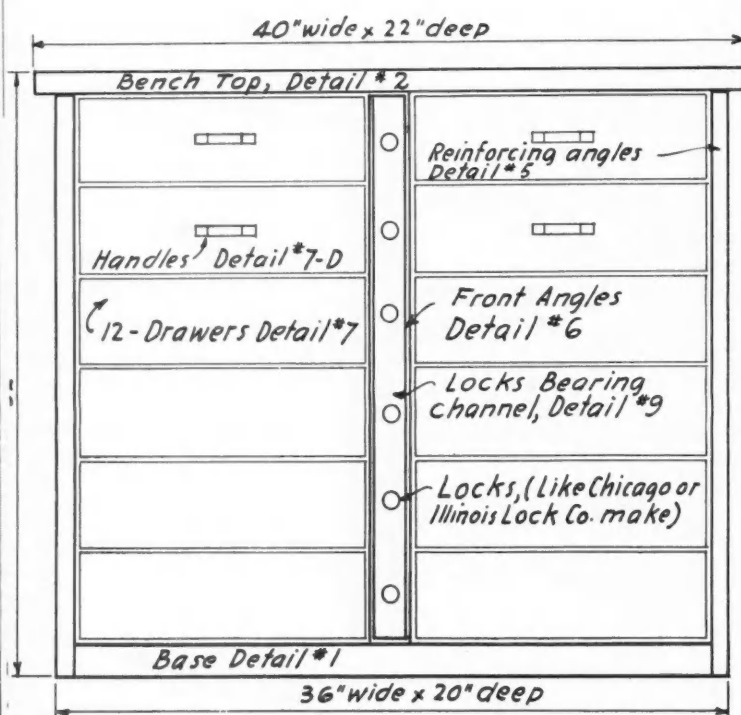 40" wide x 22" deep
Bench Top, Detail #2
Reinforcing angles
Detail #5
Handles Detail #7-D
Front Angles
Detail #6
12-Drawers Detail #7
Locks Bearing
channel, Detail #9
Locks, (Like Chicago or
Illinois Lock Co. make)
Base Detail #1
36" wide x 20" deep